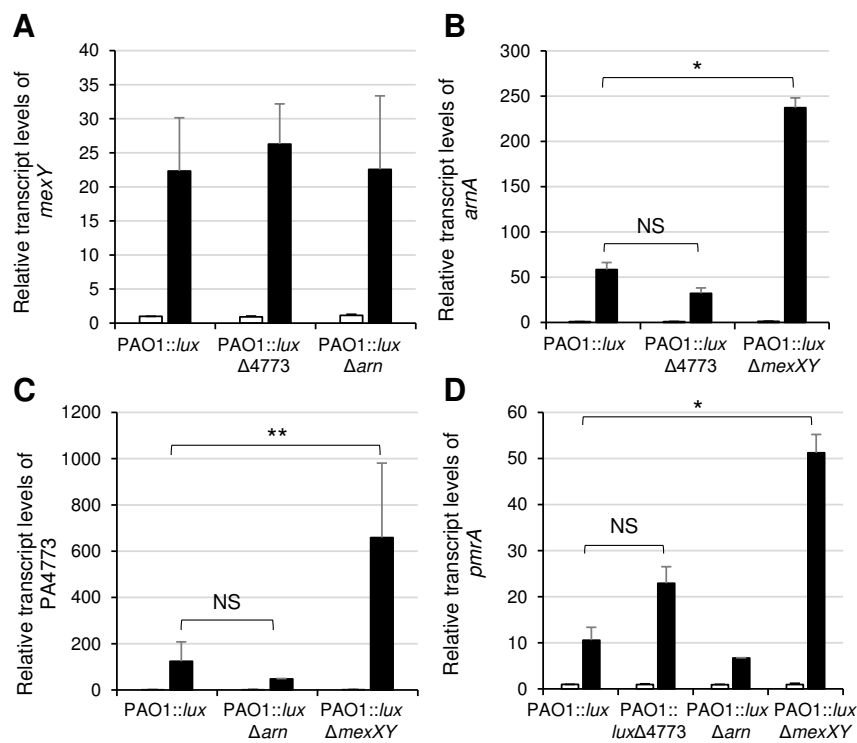 A
Relative transcript levels of
mexY
40
35
30
25
20
15
10
5
0
PAO1::lux
PAO1::lux
Δ4773
PAO1::lux
Δarn
B
Relative transcript levels of
arnA
300
250
200
150
100
50
0
*
NS
PAO1::lux
PAO1::lux
Δ4773
PAO1::lux
ΔmexXY
C
Relative transcript levels of
PA4773
1200
1000
800
600
400
200
0
**
NS
PAO1::lux
PAO1::lux
Δarn
PAO1::lux
ΔmexXY
D
Relative transcript levels of
pmrA
60
50
40
30
20
10
0
*
NS
PAO1::lux
PAO1::
luxΔ4773
PAO1::lux
Δarn
PAO1::lux
ΔmexXY